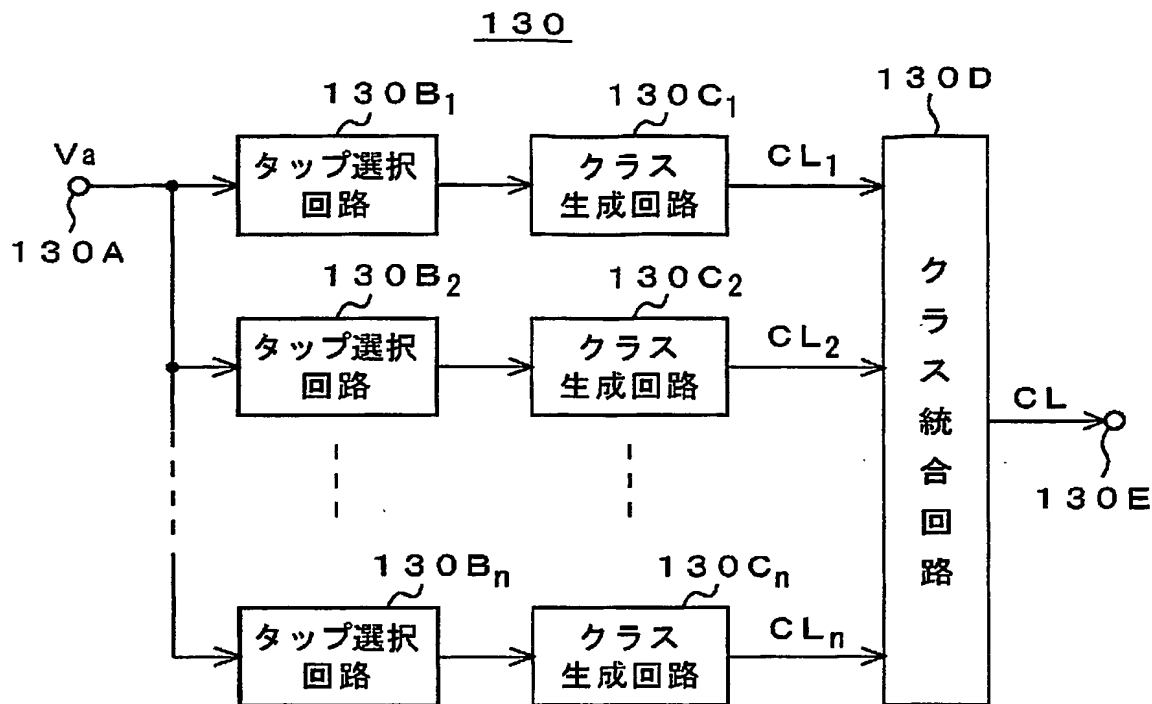 130
130B₁
130C₁
130D
Va
タップ選択
回路
クラス
生成回路
CL₁
130A
130B₂
130C₂
タップ選択
回路
クラス
生成回路
CL₂
クラス統合回路
CL
130E
130Bₙ
130Cₙ
タップ選択
回路
クラス
生成回路
CLₙ